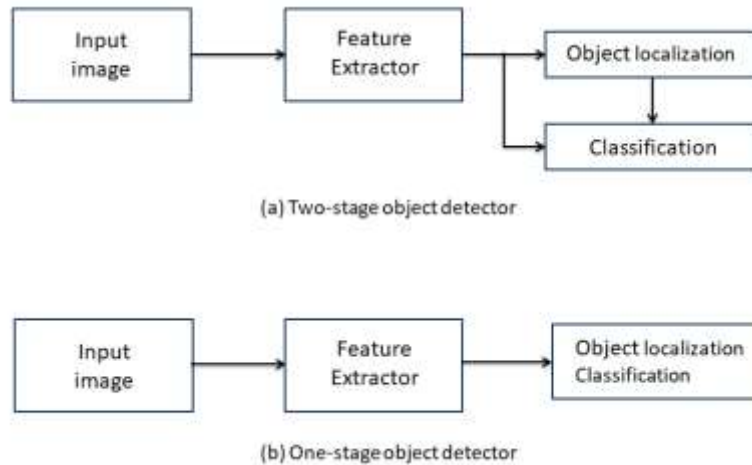 Input
image
Feature
Extractor
Object localization
Classification
(a) Two-stage object detector
Input
image
Feature
Extractor
Object localization
Classification
(b) One-stage object detector